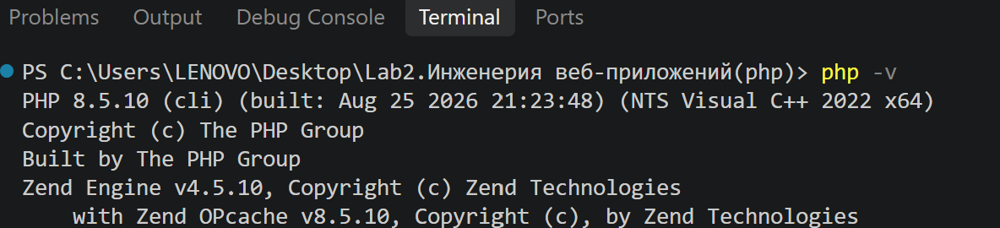 Problems Output Debug Console Terminal Ports
PS C:\Users\LENOVO\Desktop\Lab2.Инженерия веб-приложений(php)> php -v
PHP 8.5.10 (cli) (built: Aug 25 2026 21:23:48) (NTS Visual C++ 2022 x64)
Copyright (c) The PHP Group
Built by The PHP Group
Zend Engine v4.5.10, Copyright (c) Zend Technologies
    with Zend OPcache v8.5.10, Copyright (c), by Zend Technologies